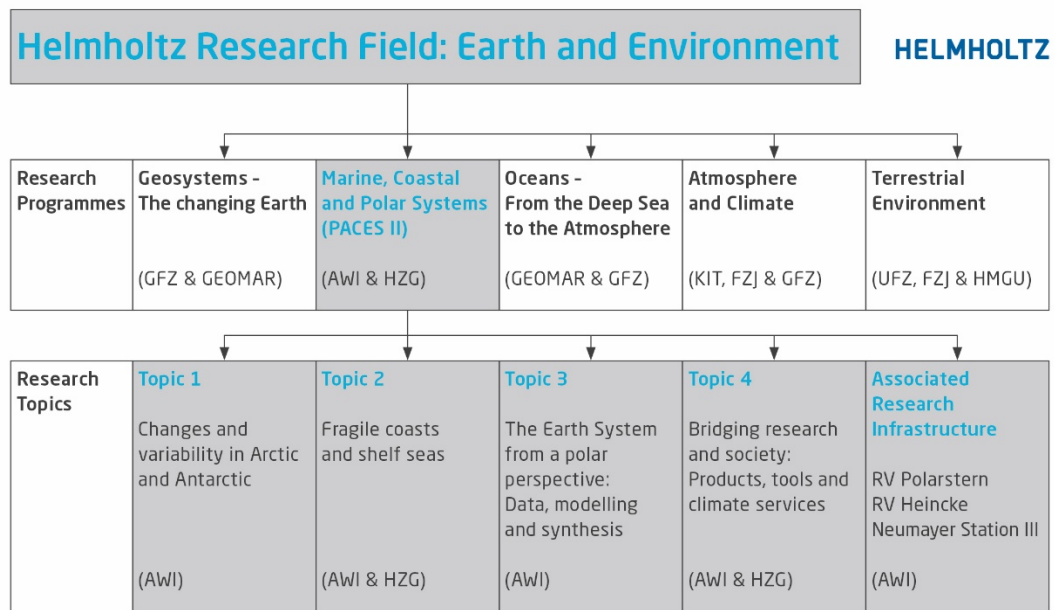 Helmholtz Research Field: Earth and Environment
HELMHOLTZ
Research
Programmes
Geosystems –
The changing Earth
(GFZ & GEOMAR)
Marine, Coastal
and Polar Systems
(PACES II)
(AWI & HZG)
Oceans –
From the Deep Sea
to the Atmosphere
(GEOMAR & GFZ)
Atmosphere
and Climate
(KIT, FZJ & GFZ)
Terrestrial
Environment
(UFZ, FZJ & HMGU)
Research
Topics
Topic 1
Changes and
variability in Arctic
and Antarctic
(AWI)
Topic 2
Fragile coasts
and shelf seas
(AWI & HZG)
Topic 3
The Earth System
from a polar
perspective:
Data, modelling
and synthesis
(AWI)
Topic 4
Bridging research
and society:
Products, tools and
climate services
(AWI & HZG)
Associated
Research
Infrastructure
RV Polarstern
RV Heincke
Neumayer Station III
(AWI)